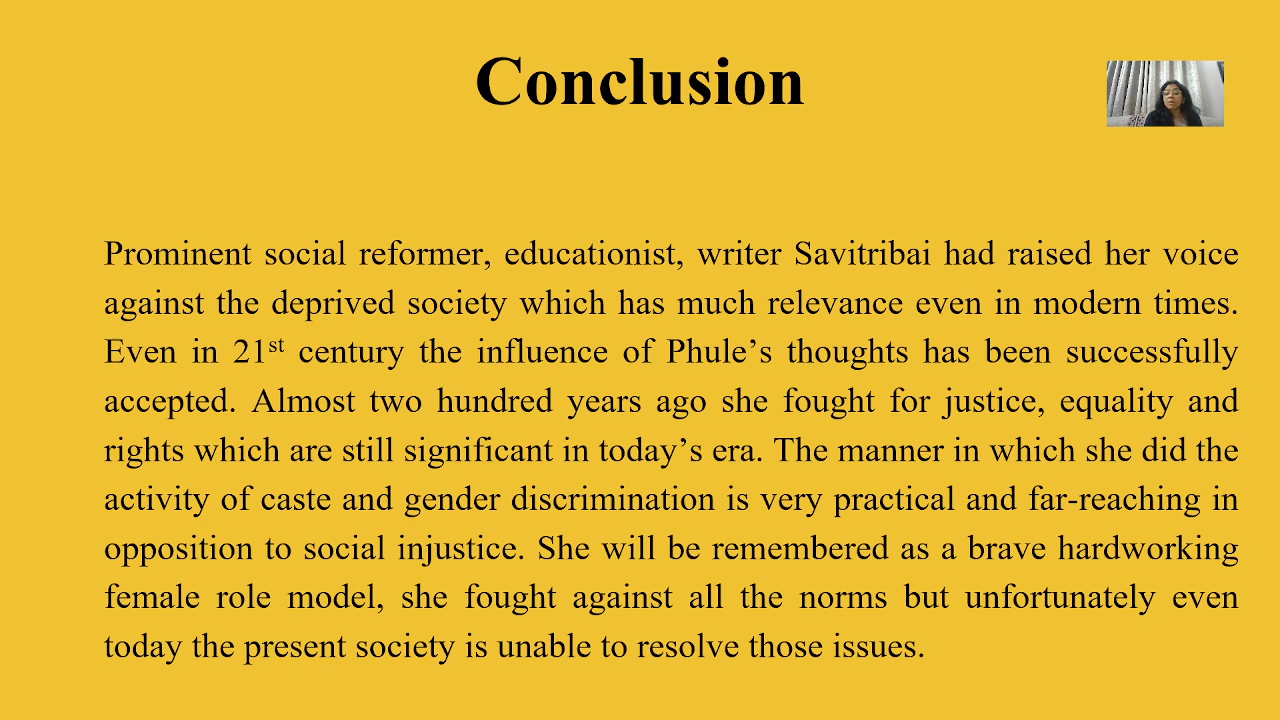 Conclusion
Prominent social reformer, educationist, writer Savitribai had raised her voice
against the deprived society which has much relevance even in modern times.
Even in 21st century the influence of Phule’s thoughts has been successfully
accepted. Almost two hundred years ago she fought for justice, equality and
rights which are still significant in today’s era. The manner in which she did the
activity of caste and gender discrimination is very practical and far-reaching in
opposition to social injustice. She will be remembered as a brave hardworking
female role model, she fought against all the norms but unfortunately even
today the present society is unable to resolve those issues.